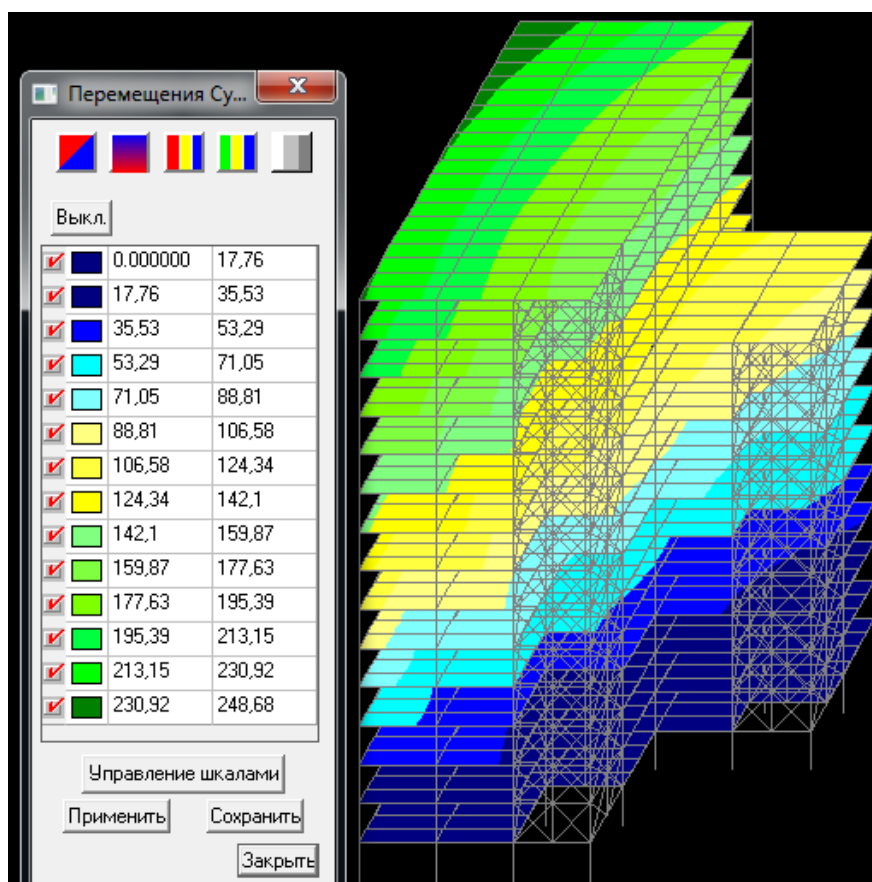 Перемещения Су...
Выкл.
0.000000 17,76
17,76 35,53
35,53 53,29
53,29 71,05
71,05 88,81
88,81 106,58
106,58 124,34
124,34 142,1
142,1 159,87
159,87 177,63
177,63 195,39
195,39 213,15
213,15 230,92
230,92 248,68
Управление шкалами
Применить Сохранить
Закрыть